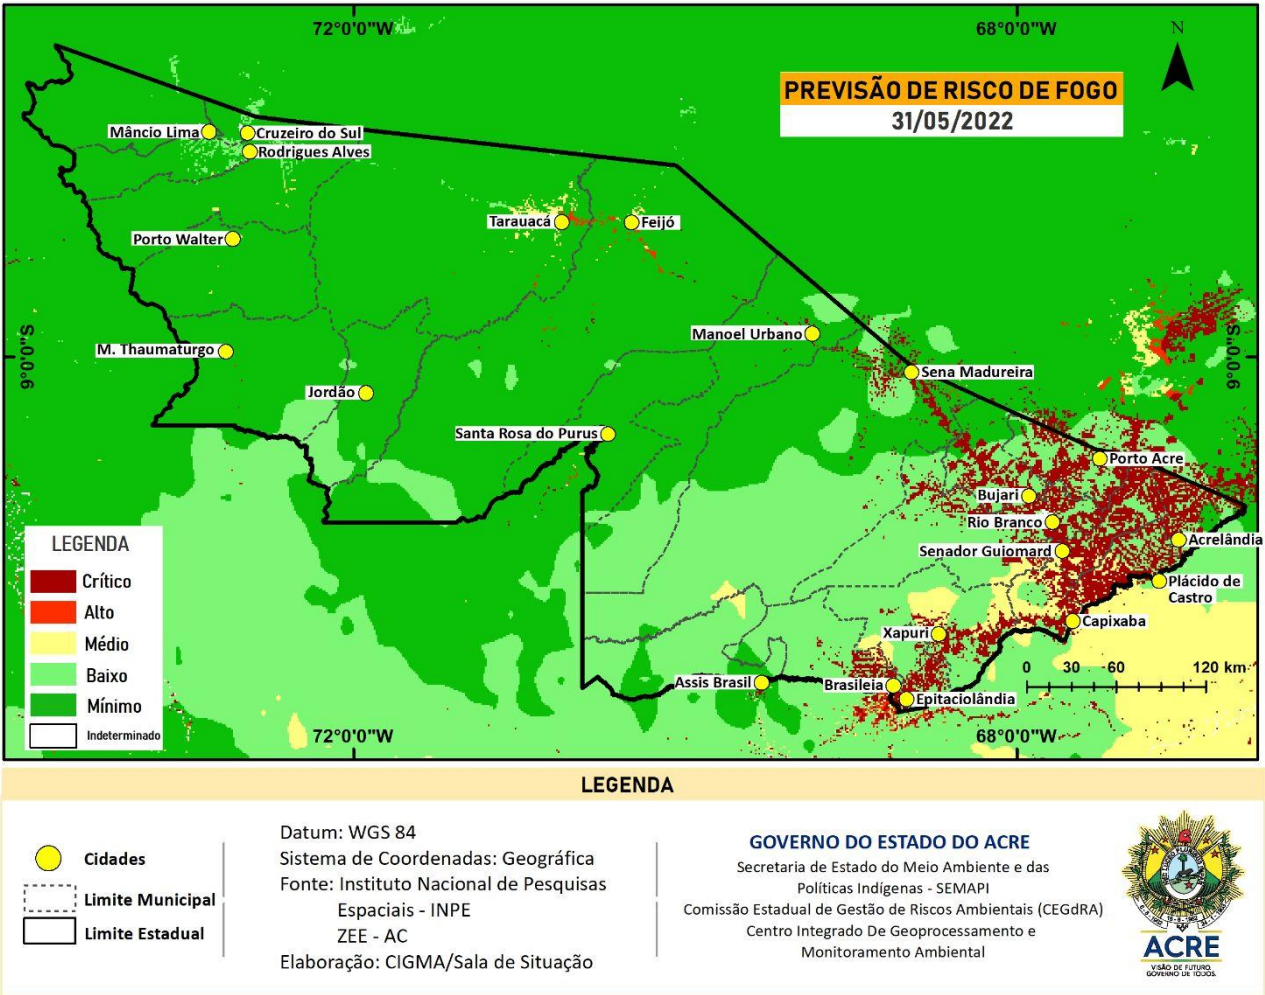 72°0'0"W
68°0'0"W
N
PREVISÃO DE RISCO DE FOGO
31/05/2022
Mâncio Lima
Cruzeiro do Sul
Rodrigues Alves
Tarauacá
Feijó
Porto Walter
Manoel Urbano
9°0'0"S
9°0'0"S
M. Thaumaturgo
Sena Madureira
Jordão
Santa Rosa do Purus
Porto Acre
Bujari
Rio Branco
Acrelândia
Senador Guiomard
Plácido de
Castro
Capixaba
Xapuri
Assis Brasil
Brasileia
Epitaciolândia
0 30 60 120 km
LEGENDA
Crítico
Alto
Médio
Baixo
Mínimo
Indeterminado
72°0'0"W
68°0'0"W
LEGENDA
Cidades
Limite Municipal
Limite Estadual
Datum: WGS 84
Sistema de Coordenadas: Geográfica
Fonte: Instituto Nacional de Pesquisas
Espaciais - INPE
ZEE - AC
Elaboração: CIGMA/Sala de Situação
GOVERNO DO ESTADO DO ACRE
Secretaria de Estado do Meio Ambiente e das
Políticas Indígenas - SEMAPI
Comissão Estadual de Gestão de Riscos Ambientais (CEGdRA)
Centro Integrado De Geoprocessamento e
Monitoramento Ambiental
ACRE
VISÃO DE FUTURO.
GOVERNO DE TODOS.